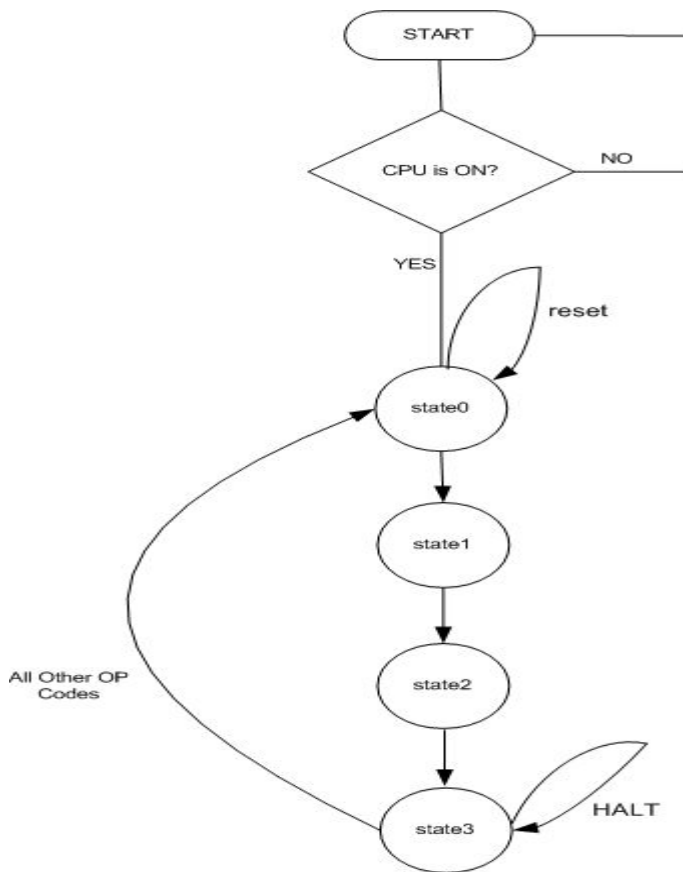 START
CPU is ON?
NO
YES
reset
state0
state1
state2
All Other OP
Codes
state3
HALT